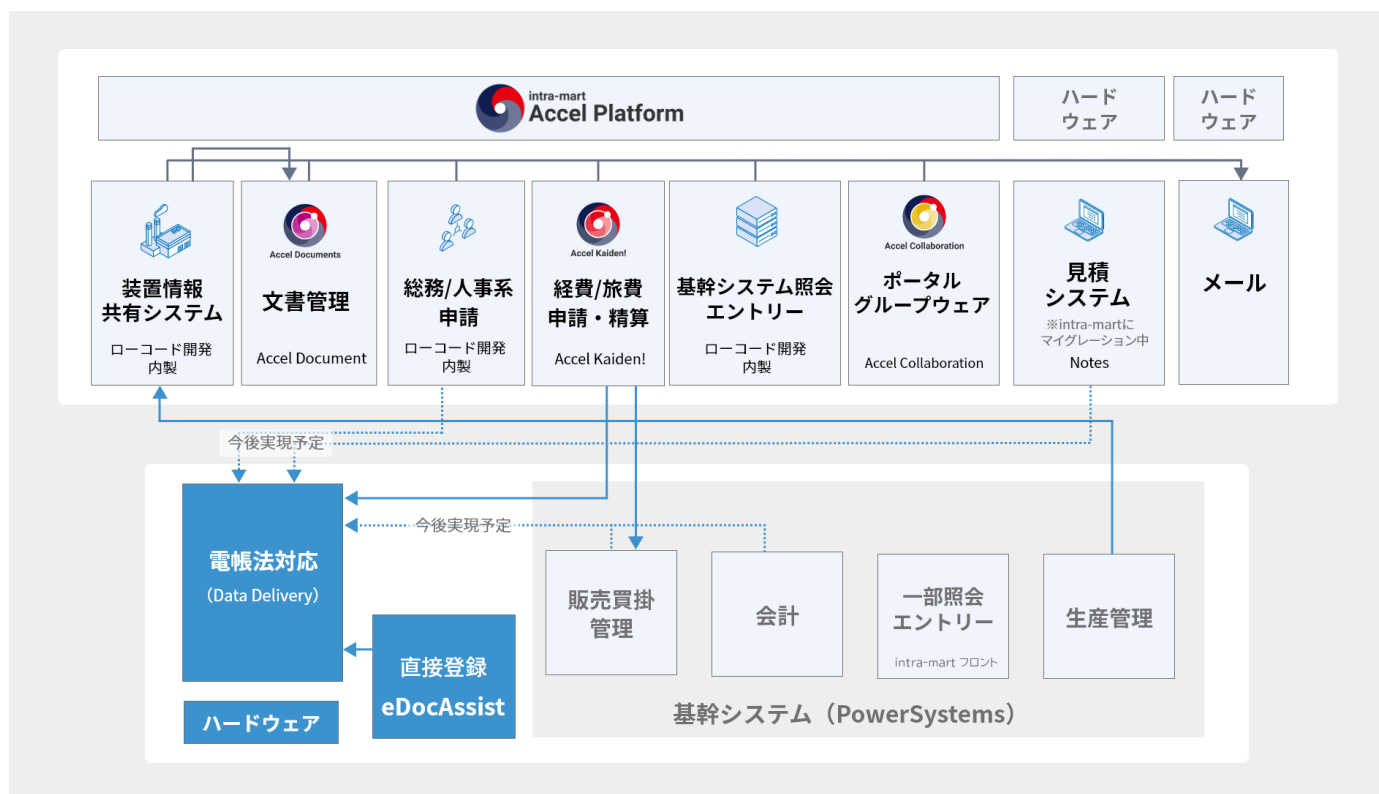 intra-mart
Accel Platform
ハード
ウェア
ハード
ウェア
装置情報
共有システム
ローコード開発
内製
Accel Documents
文書管理
Accel Document
総務/人事系
申請
ローコード開発
内製
Accel Kaiden!
経費/旅費
申請・精算
Accel Kaiden!
基幹システム照会
エントリー
ローコード開発
内製
Accel Collaboration
ポータル
グループウェア
Accel Collaboration
見積
システム
※intra-martに
マイグレーション中
Notes
メール
今後実現予定
電帳法対応
（Data Delivery）
ハードウェア
直接登録
eDocAssist
今後実現予定
販売買掛
管理
会計
一部照会
エントリー
intra-mart フロント
生産管理
基幹システム（PowerSystems）